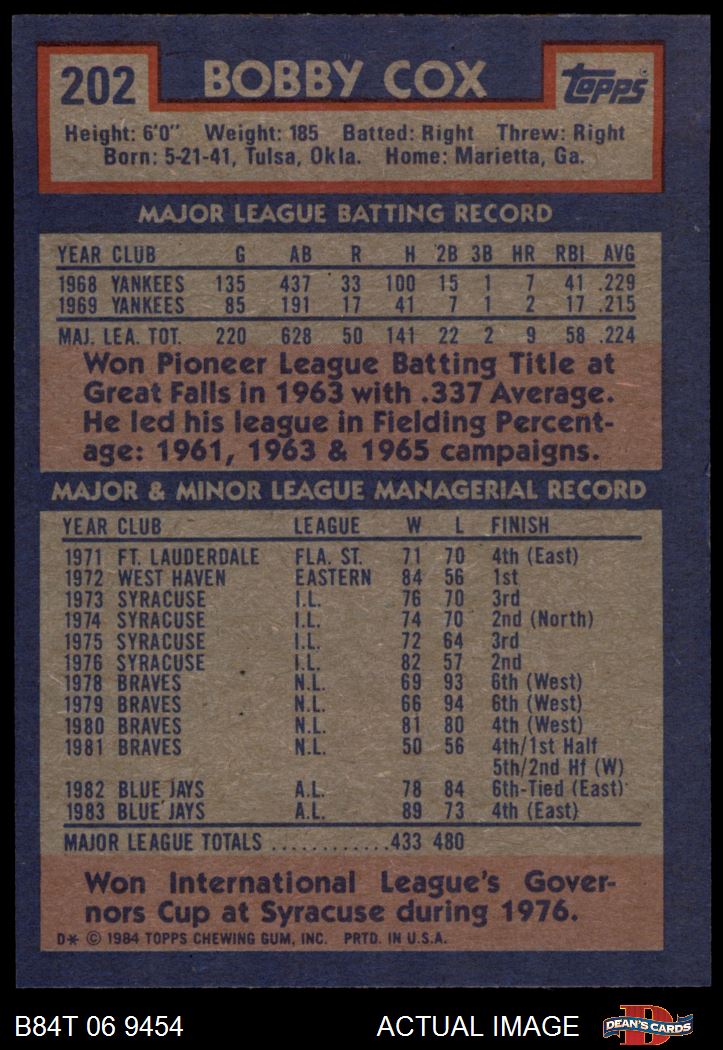 202 BOBBY COX topps
Height: 6'0" Weight: 185 Batted: Right Threw: Right
Born: 5-21-41, Tulsa, Okla. Home: Marietta, Ga.
MAJOR LEAGUE BATTING RECORD
YEAR CLUB G AB R H 2B 3B HR RBI AVG
1968 YANKEES 135 437 33 100 15 1 7 41 .229
1969 YANKEES 85 191 17 41 7 1 2 17 .215
MAJ. LEA. TOT. 220 628 50 141 22 2 9 58 .224
Won Pioneer League Batting Title at
Great Falls in 1963 with .337 Average.
He led his league in Fielding Percent-
age: 1961, 1963 & 1965 campaigns.
MAJOR & MINOR LEAGUE MANAGERIAL RECORD
YEAR CLUB LEAGUE W L FINISH
1971 FT. LAUDERDALE FLA. ST. 71 70 4th (East)
1972 WEST HAVEN EASTERN 84 56 1st
1973 SYRACUSE I.L. 76 70 3rd
1974 SYRACUSE I.L. 74 70 2nd (North)
1975 SYRACUSE I.L. 72 64 3rd
1976 SYRACUSE I.L. 82 57 2nd
1978 BRAVES N.L. 69 93 6th (West)
1979 BRAVES N.L. 66 94 6th (West)
1980 BRAVES N.L. 81 80 4th (West)
1981 BRAVES N.L. 50 56 4th/1st Half
5th/2nd Hf (W)
1982 BLUE JAYS A.L. 78 84 6th-Tied (East)
1983 BLUE JAYS A.L. 89 73 4th (East)
MAJOR LEAGUE TOTALS ............433 480
Won International League's Gover-
nors Cup at Syracuse during 1976.
D* © 1984 TOPPS CHEWING GUM, INC. PRTD. IN U.S.A.
B84T 06 9454 ACTUAL IMAGE D DEAN'S CARDS